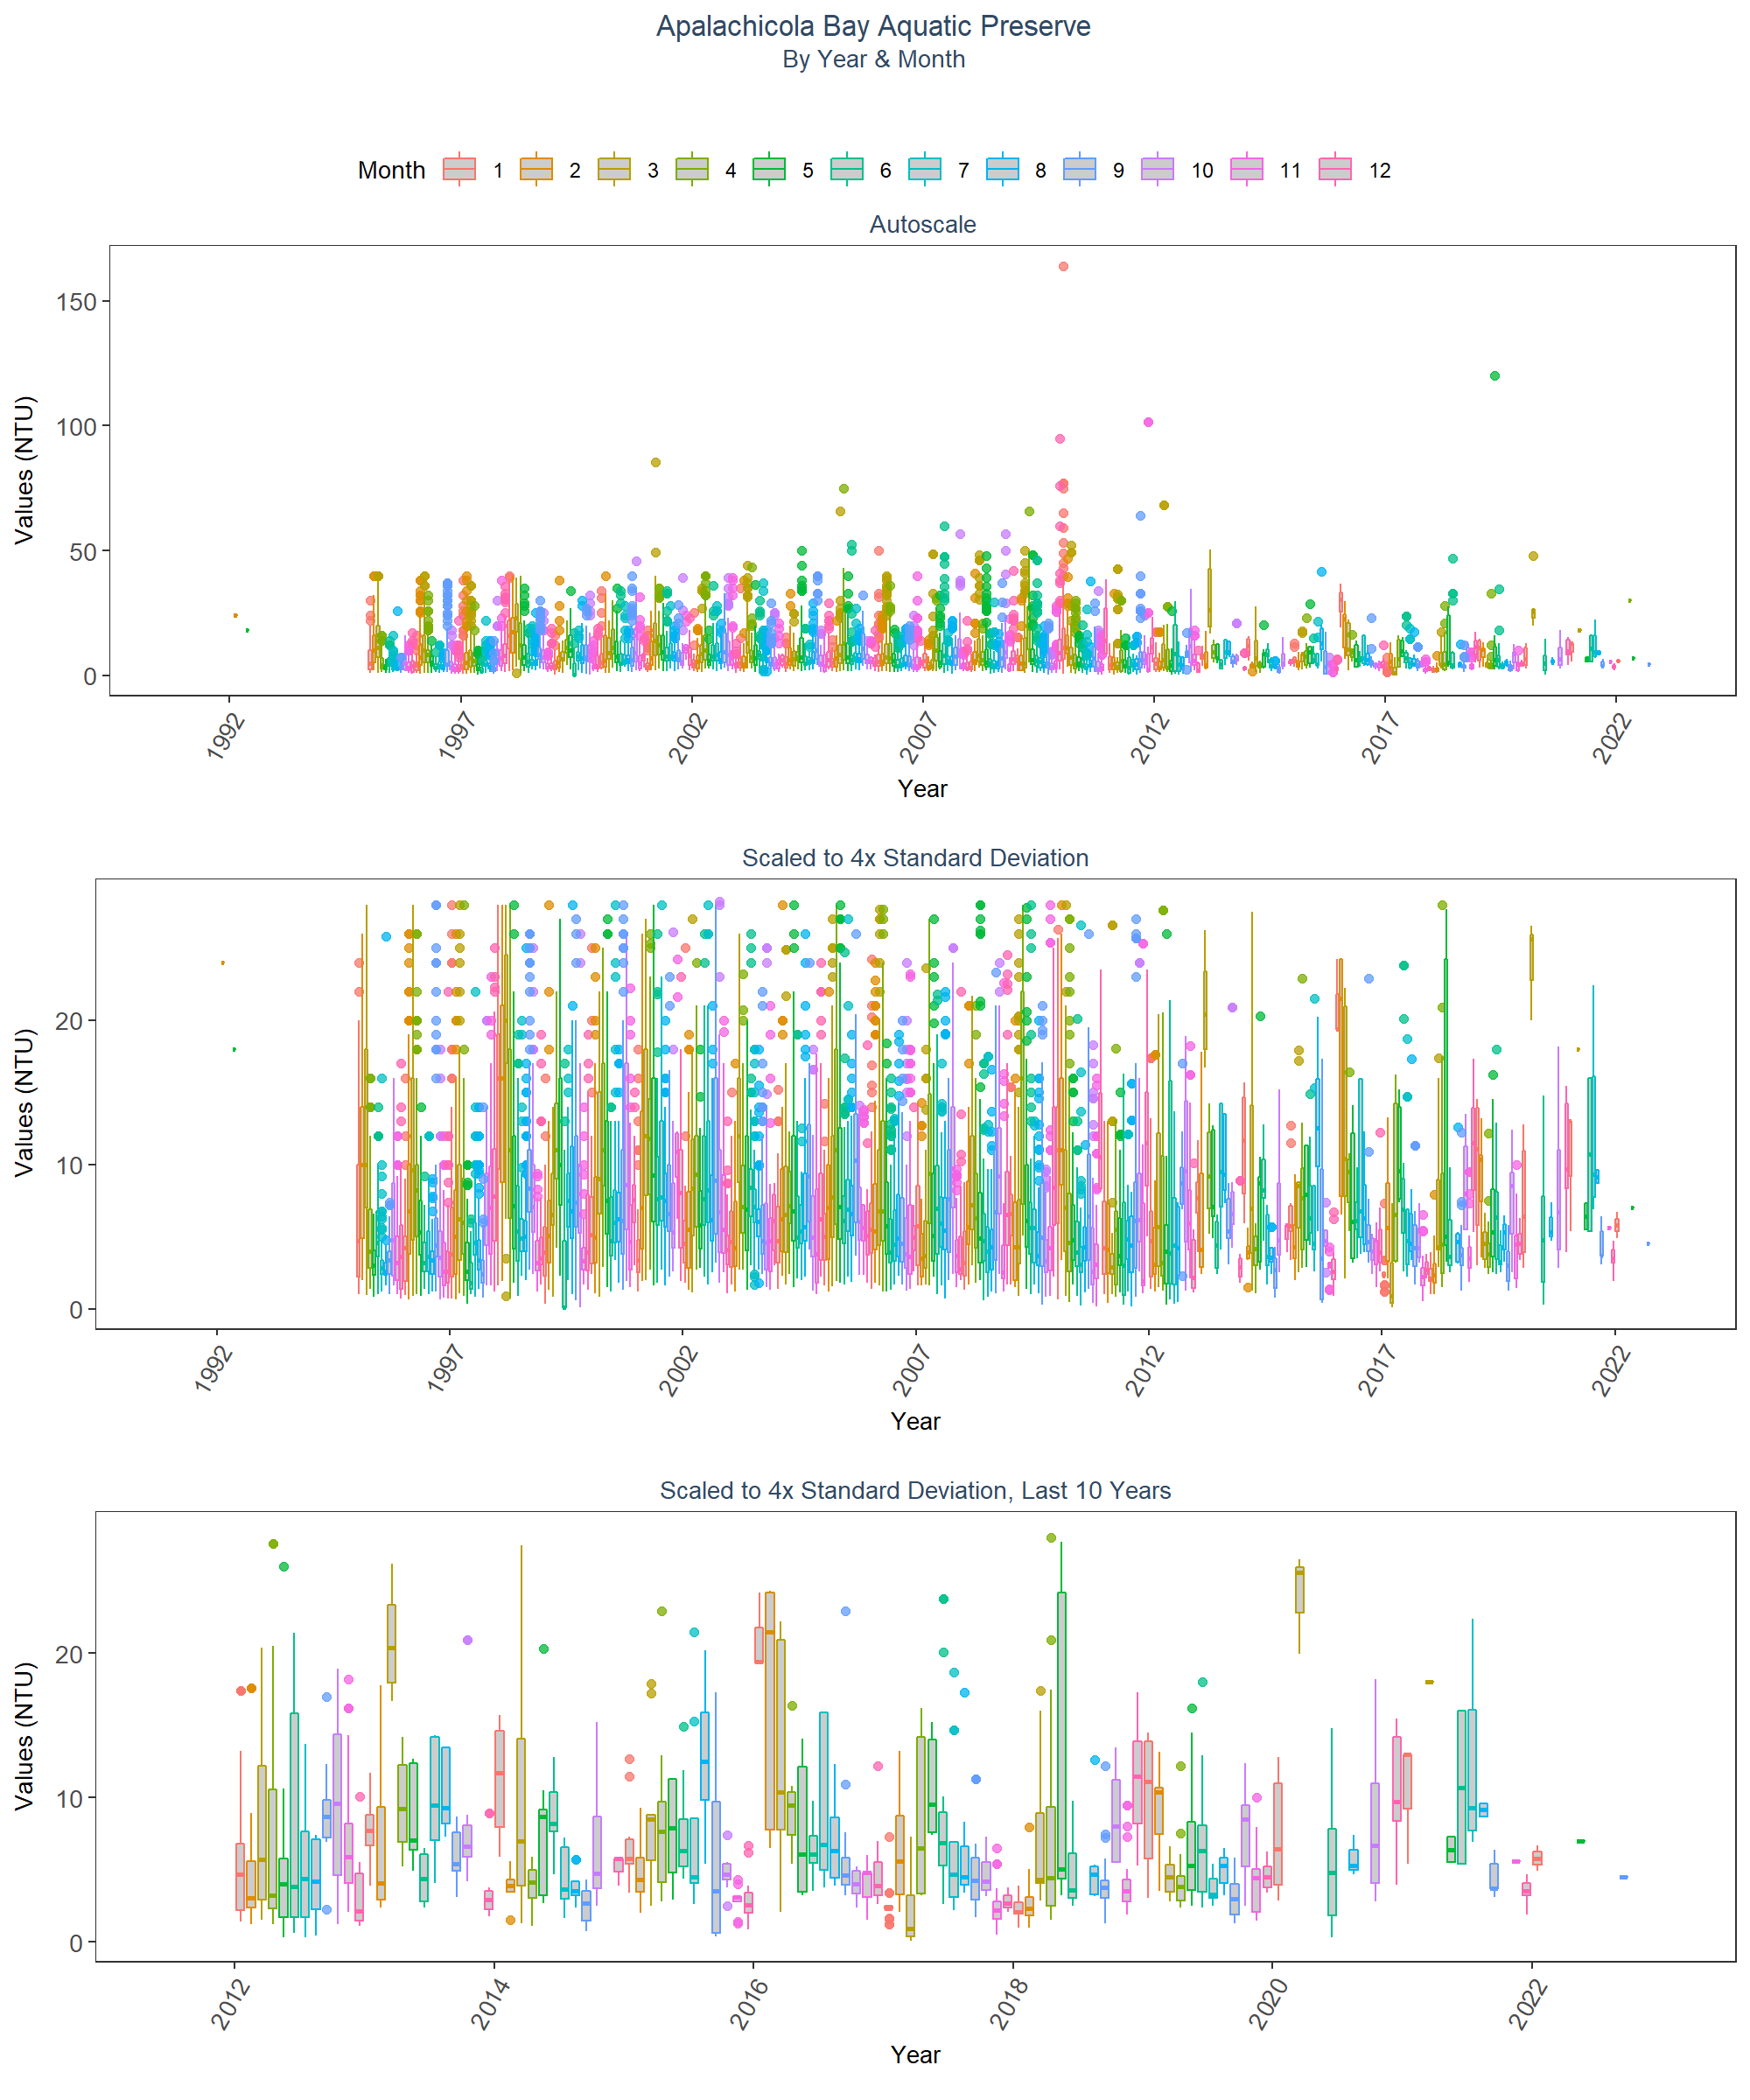 Apalachicola Bay Aquatic Preserve
By Year & Month
Month 1 2 3 4 5 6 7 8 9 10 11 12
Autoscale
Values (NTU)
150
100
50
0
1992 1997 2002 2007 2012 2017 2022
Year
Scaled to 4x Standard Deviation
Values (NTU)
20
10
0
1992 1997 2002 2007 2012 2017 2022
Year
Scaled to 4x Standard Deviation, Last 10 Years
Values (NTU)
20
10
0
2012 2014 2016 2018 2020 2022
Year